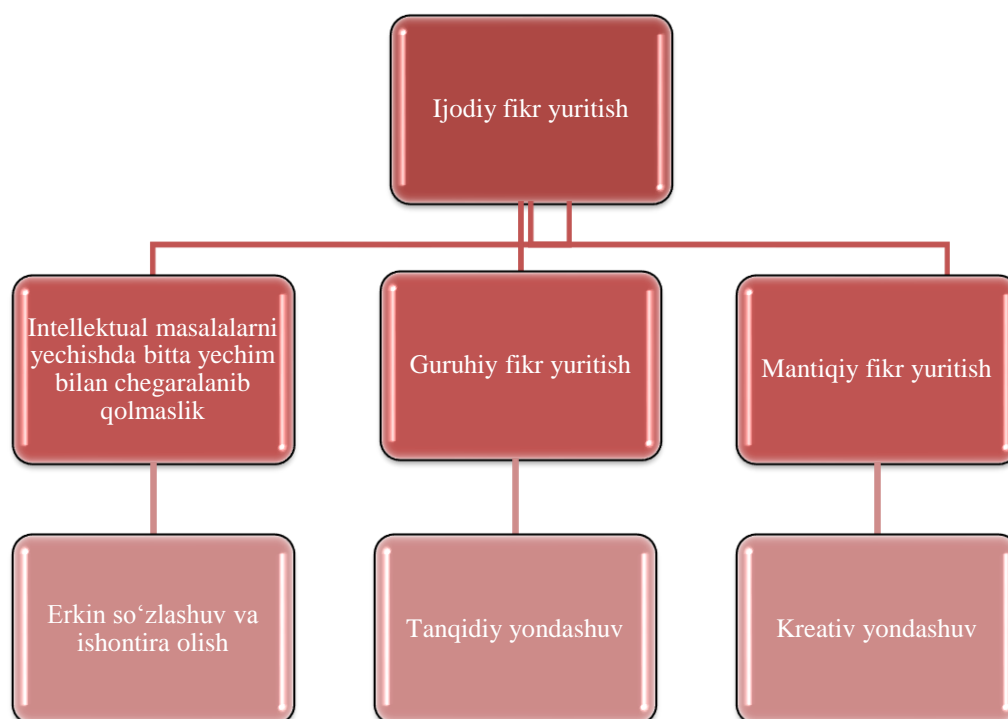 Ijodiy fikr yuritish
Intellektual masalalarni
yechishda bitta yechim
bilan chegaralanib
qolmaslik
Guruhiy fikr yuritish
Mantiqiy fikr yuritish
Erkin so‘zlashuv va
ishontira olish
Tanqidiy yondashuv
Kreativ yondashuv